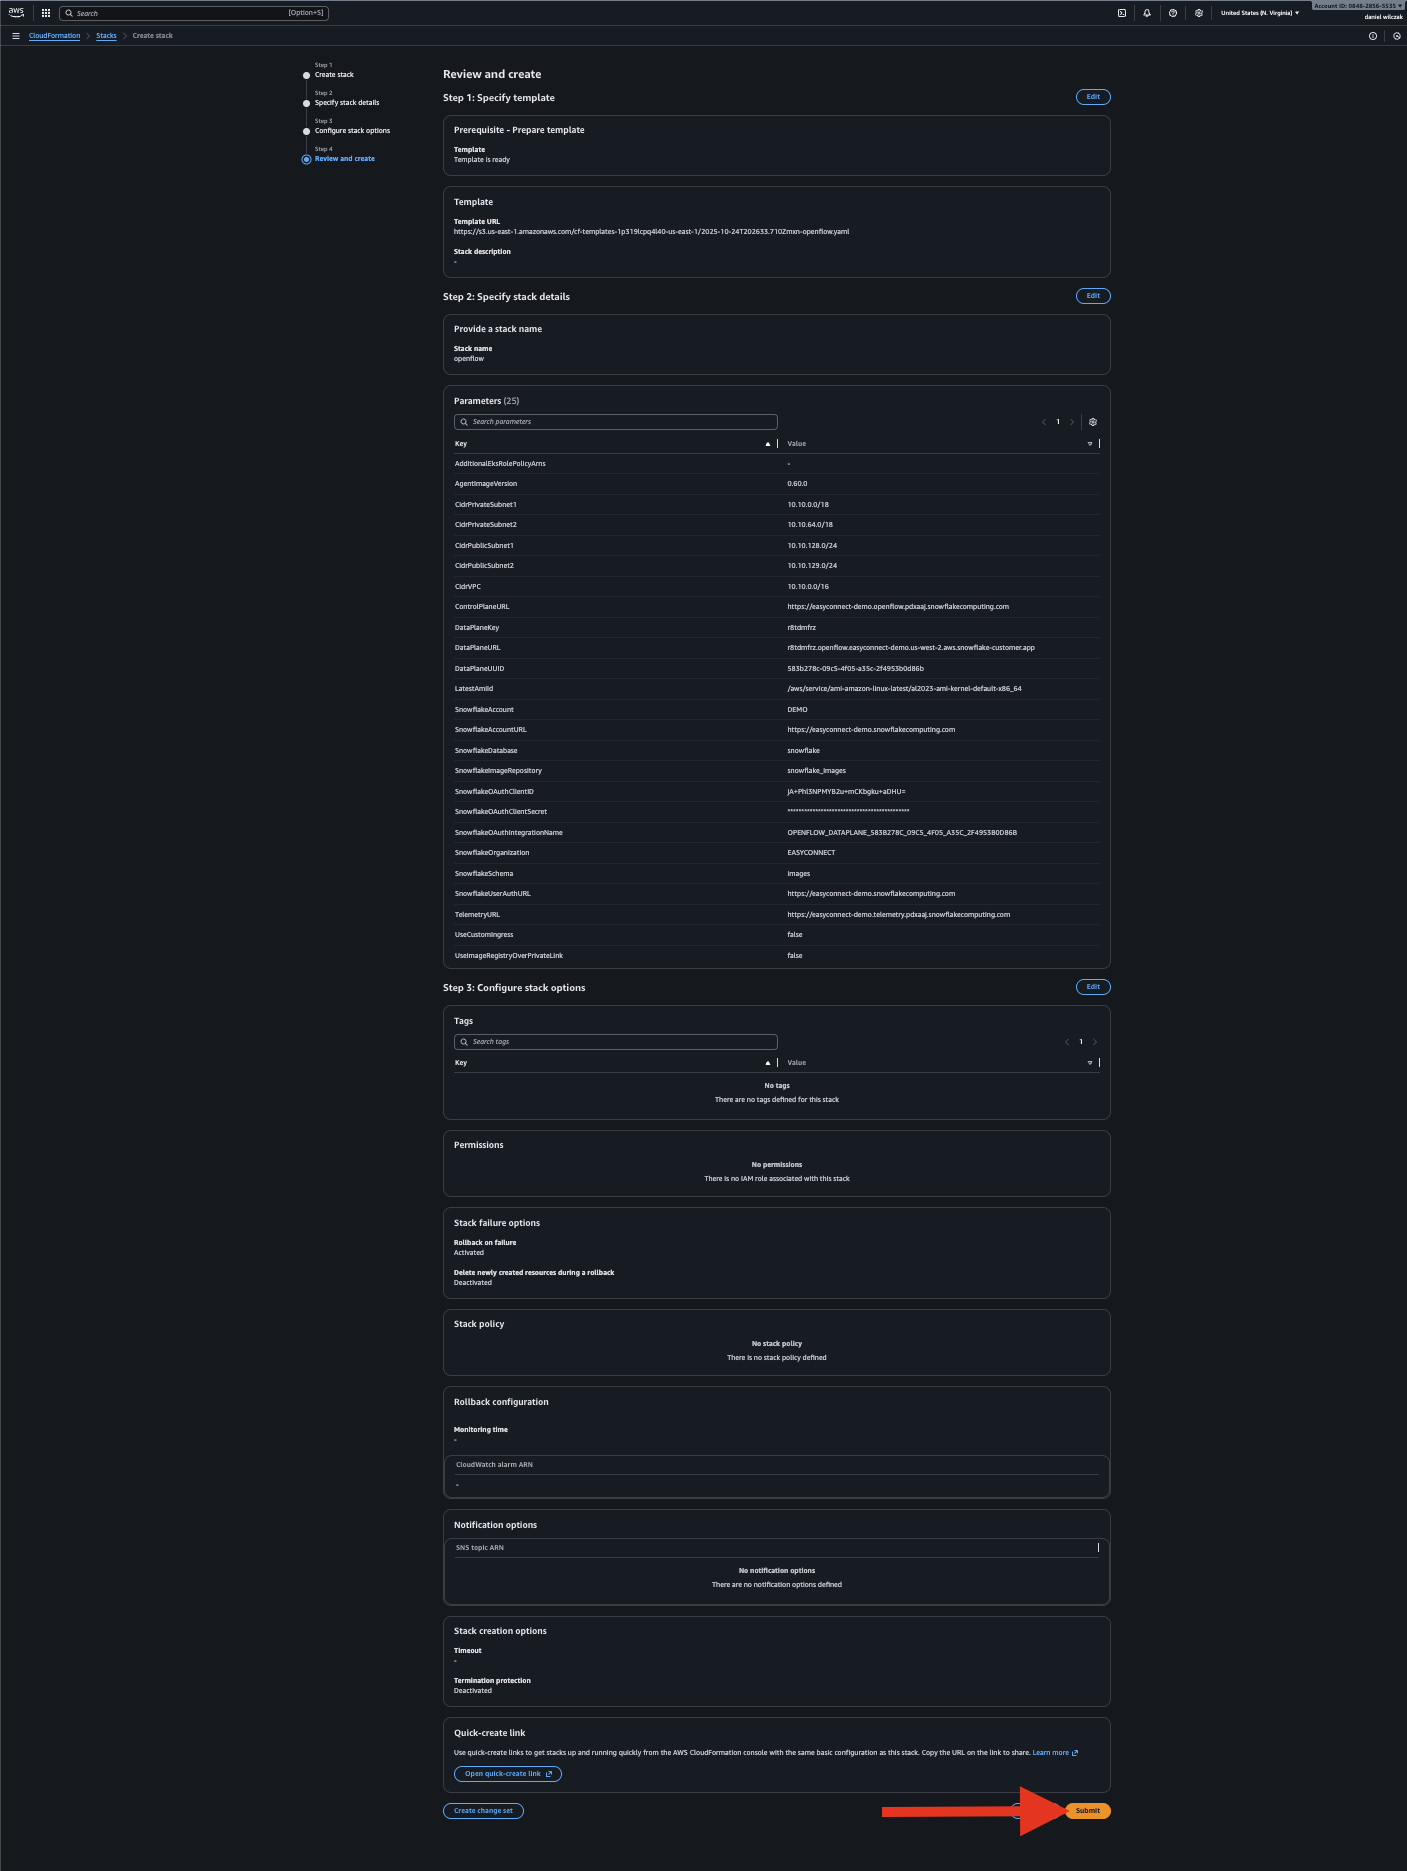 aws
Search
[Option+S]
United States (N. Virginia)
Account ID: 0848-2856-5535
daniel wilczak
CloudFormation
Stacks
Create stack
Step 1
Create stack
Step 2
Specify stack details
Step 3
Configure stack options
Step 4
Review and create
Review and create
Step 1: Specify template
Edit
Prerequisite - Prepare template
Template
Template is ready
Template
Template URL
https://s3.us-east-1.amazonaws.com/cf-templates-1p319lcpq4l40-us-east-1/2025-10-24T202633.710Zmxn-openflow.yaml
Stack description
-
Step 2: Specify stack details
Edit
Provide a stack name
Stack name
openflow
Parameters (25)
Search parameters
1
Key Value
AdditionalEksRolePolicyArns -
AgentImageVersion 0.60.0
CidrPrivateSubnet1 10.10.0.0/18
CidrPrivateSubnet2 10.10.64.0/18
CidrPublicSubnet1 10.10.128.0/24
CidrPublicSubnet2 10.10.129.0/24
CidrVPC 10.10.0.0/16
ControlPlaneURL https://easyconnect-demo.openflow.pdxaaj.snowflakecomputing.com
DataPlaneKey r8tdmfrz
DataPlaneURL r8tdmfrz.openflow.easyconnect-demo.us-west-2.aws.snowflake-customer.app
DataPlaneUUID 583b278c-09c5-4f05-a35c-2f4953b0d86b
LatestAmiId /aws/service/ami-amazon-linux-latest/al2023-ami-kernel-default-x86_64
SnowflakeAccount DEMO
SnowflakeAccountURL https://easyconnect-demo.snowflakecomputing.com
SnowflakeDatabase snowflake
SnowflakeImageRepository snowflake_images
SnowflakeOAuthClientID JA+Phl3NPMYB2u+mCKbgku+aDHU=
SnowflakeOAuthClientSecret ********************************************
SnowflakeOAuthIntegrationName OPENFLOW_DATAPLANE_583B278C_09C5_4F05_A35C_2F4953B0D86B
SnowflakeOrganization EASYCONNECT
SnowflakeSchema images
SnowflakeUserAuthURL https://easyconnect-demo.snowflakecomputing.com
TelemetryURL https://easyconnect-demo.telemetry.pdxaaj.snowflakecomputing.com
UseCustomIngress false
UseImageRegistryOverPrivateLink false
Step 3: Configure stack options
Edit
Tags
Search tags
1
Key Value
No tags
There are no tags defined for this stack
Permissions
No permissions
There is no IAM role associated with this stack
Stack failure options
Rollback on failure
Activated
Delete newly created resources during a rollback
Deactivated
Stack policy
No stack policy
There is no stack policy defined
Rollback configuration
Monitoring time
-
CloudWatch alarm ARN
-
Notification options
SNS topic ARN
No notification options
There are no notification options defined
Stack creation options
Timeout
-
Termination protection
Deactivated
Quick-create link
Use quick-create links to get stacks up and running quickly from the AWS CloudFormation console with the same basic configuration as this stack. Copy the URL on the link to share. Learn more
Open quick-create link
Create change set
Submit